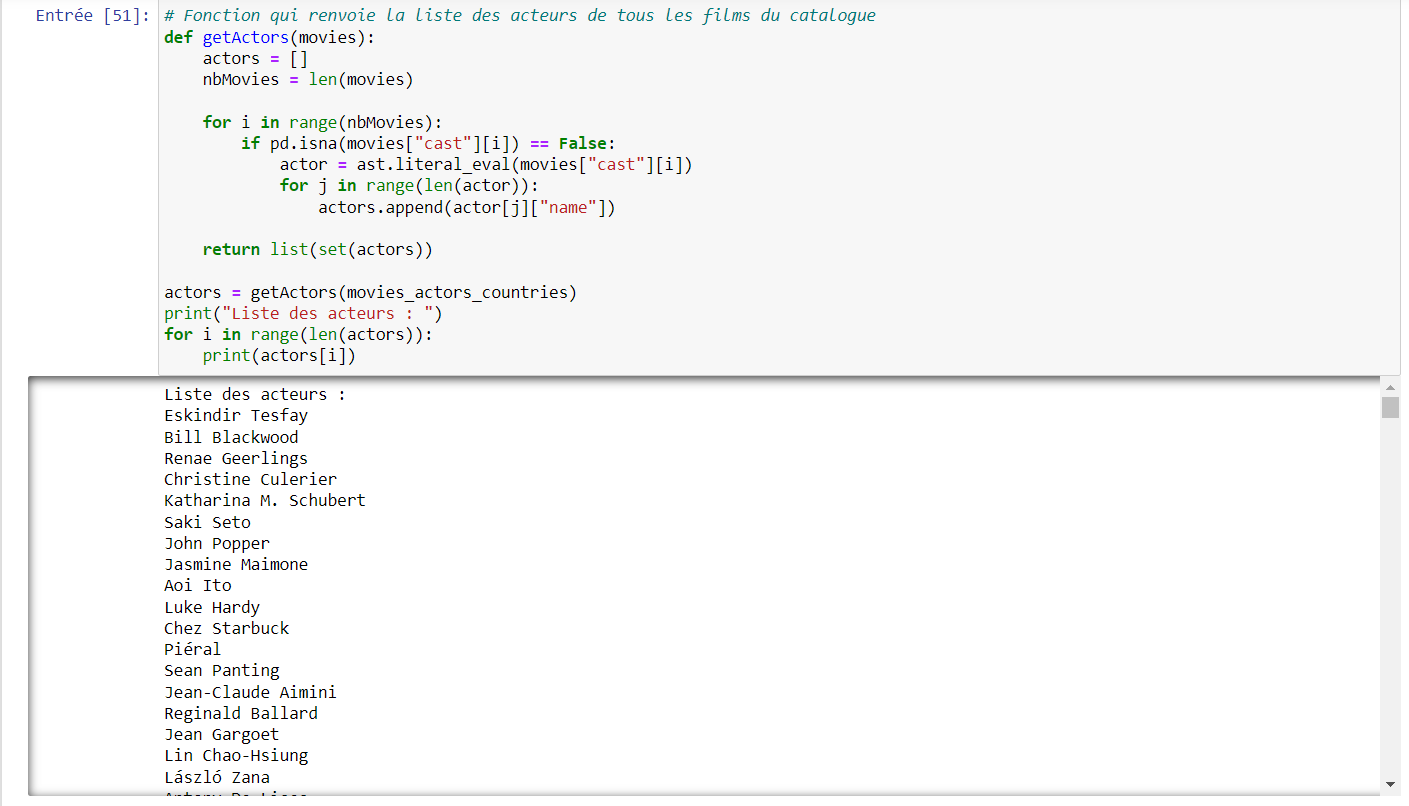 Entrée [51]: # Fonction qui renvoie la liste des acteurs de tous les films du catalogue
def getActors(movies):
    actors = []
    nbMovies = len(movies)

    for i in range(nbMovies):
        if pd.isna(movies["cast"][i]) == False:
            actor = ast.literal_eval(movies["cast"][i])
            for j in range(len(actor)):
                actors.append(actor[j]["name"])

    return list(set(actors))

actors = getActors(movies_actors_countries)
print("Liste des acteurs : ")
for i in range(len(actors)):
    print(actors[i])
Liste des acteurs :
Eskindir Tesfay
Bill Blackwood
Renae Geerlings
Christine Culerier
Katharina M. Schubert
Saki Seto
John Popper
Jasmine Maimone
Aoi Ito
Luke Hardy
Chez Starbuck
Piéral
Sean Panting
Jean-Claude Aimini
Reginald Ballard
Jean Gargoet
Lin Chao-Hsiung
László Zana